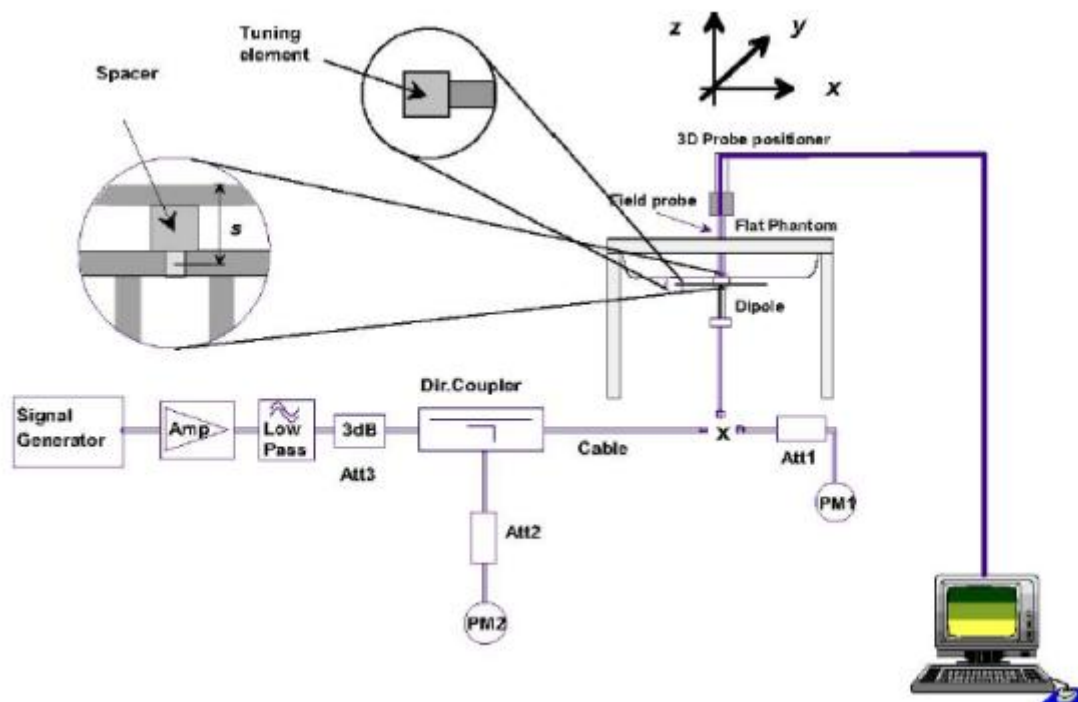 Tuning
element
Spacer
z
y
x
3D Probe positioner
Field probe
Flat Phantom
s
Dipole
Dir.Coupler
Signal
Generator
Amp
Low
Pass
3dB
Att3
Cable
x
Att1
PM1
Att2
PM2